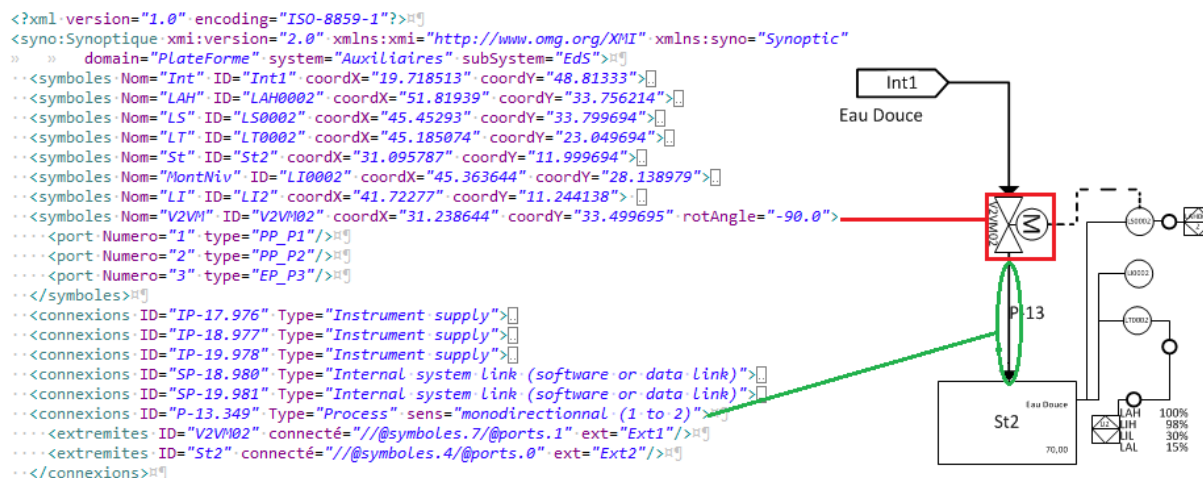 <?xml version="1.0" encoding="ISO-8859-1"?>
<syno:Synoptique xmi:version="2.0" xmlns:xmi="http://www.omg.org/XMI" xmlns:syno="Synoptic"
domain="PlateForme" system="Auxiliaires" subSystem="EdS">
<symboles Nom="Int" ID="Int1" coordX="19.718513" coordY="48.81333">
<symboles Nom="LAH" ID="LAH0002" coordX="51.81939" coordY="33.756214">
<symboles Nom="LS" ID="LS0002" coordX="45.45293" coordY="33.799694">
<symboles Nom="LT" ID="LT0002" coordX="45.185074" coordY="23.049694">
<symboles Nom="St" ID="St2" coordX="31.095787" coordY="11.999694">
<symboles Nom="MontNiv" ID="LI0002" coordX="45.363644" coordY="28.138979">
<symboles Nom="LI" ID="LI2" coordX="41.72277" coordY="11.244138">
<symboles Nom="V2VM" ID="V2VM02" coordX="31.238644" coordY="33.499695" rotAngle="-90.0">
<port Numero="1" type="PP_P1"/>
<port Numero="2" type="PP_P2"/>
<port Numero="3" type="EP_P3"/>
</symboles>
<connexions ID="IP-17.976" Type="Instrument supply">
<connexions ID="IP-18.977" Type="Instrument supply">
<connexions ID="IP-19.978" Type="Instrument supply">
<connexions ID="SP-18.980" Type="Internal system link (software or data link)">
<connexions ID="SP-19.981" Type="Internal system link (software or data link)">
<connexions ID="P-13.349" Type="Process" sens="monodirectionnal (1 to 2)">
<extremites ID="V2VM02" connecté="//@symboles.7/@ports.1" ext="Ext1"/>
<extremites ID="St2" connecté="//@symboles.4/@ports.0" ext="Ext2"/>
</connexions>
Int1
Eau Douce
V2VM02
M
LS0002
LI0002
P-13
LT0002
Eau Douce
St2
70,00
LAH 100%
LIH 98%
LIL 30%
LAL 15%